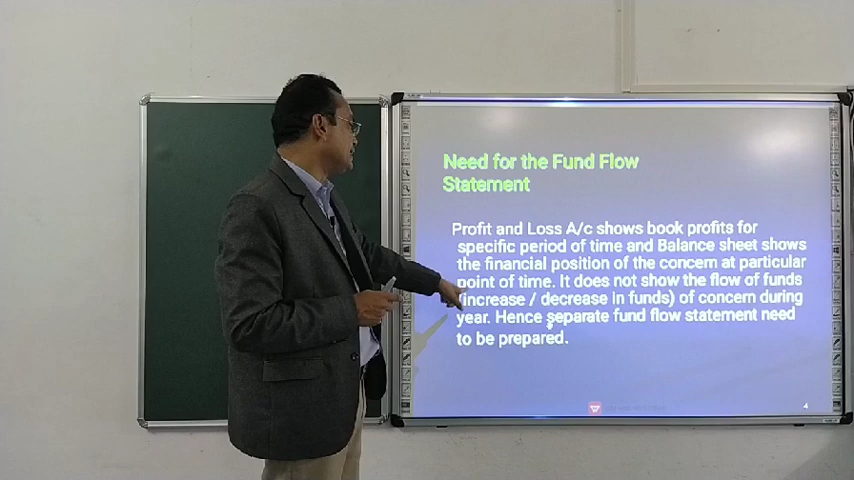 Need for the Fund Flow
Statement
Profit and Loss A/c shows book profits for
specific period of time and Balance sheet shows
the financial position of the concern at particular
point of time. It does not show the flow of funds
(increase / decrease in funds) of concern during
year. Hence separate fund flow statement need
to be prepared.
4